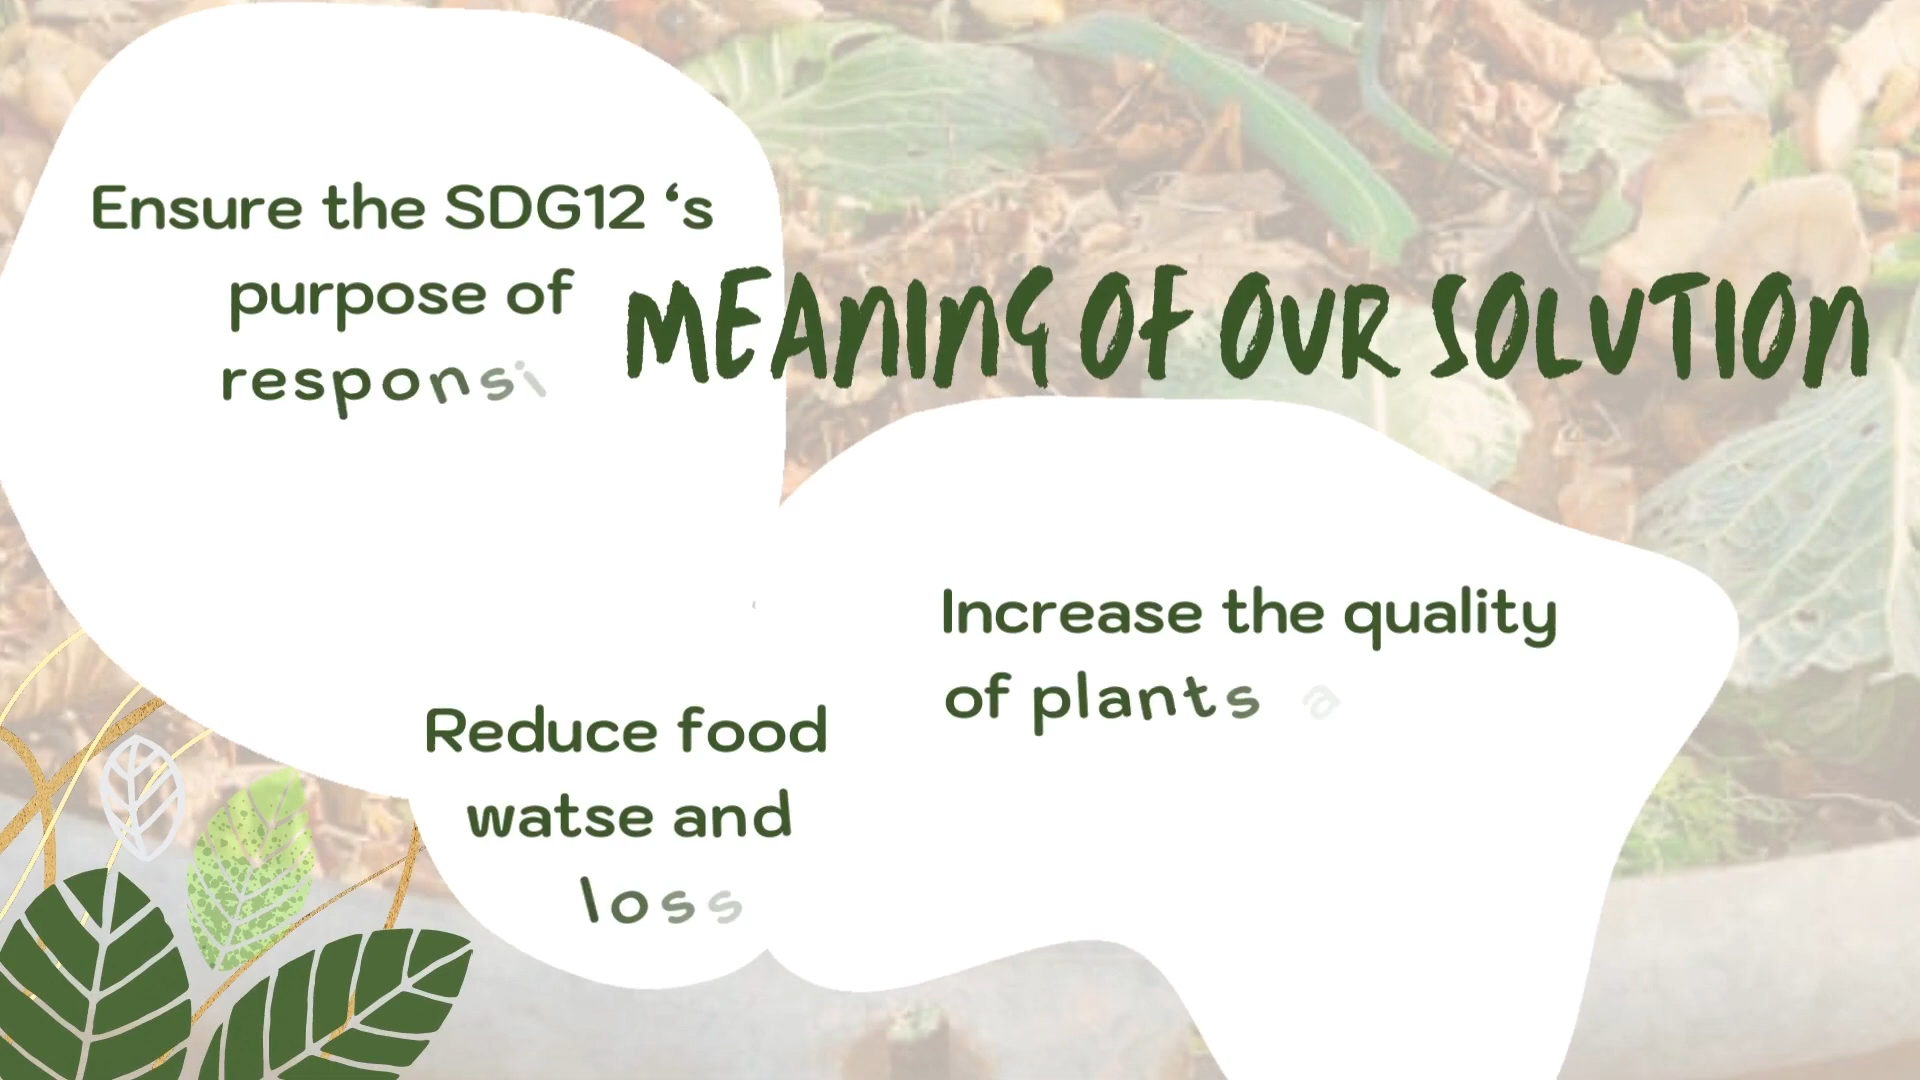 MEANING OF OUR SOLUTION
Ensure the SDG12 ‘s
purpose of
responsi
Reduce food
watse and
loss
Increase the quality
of plants a